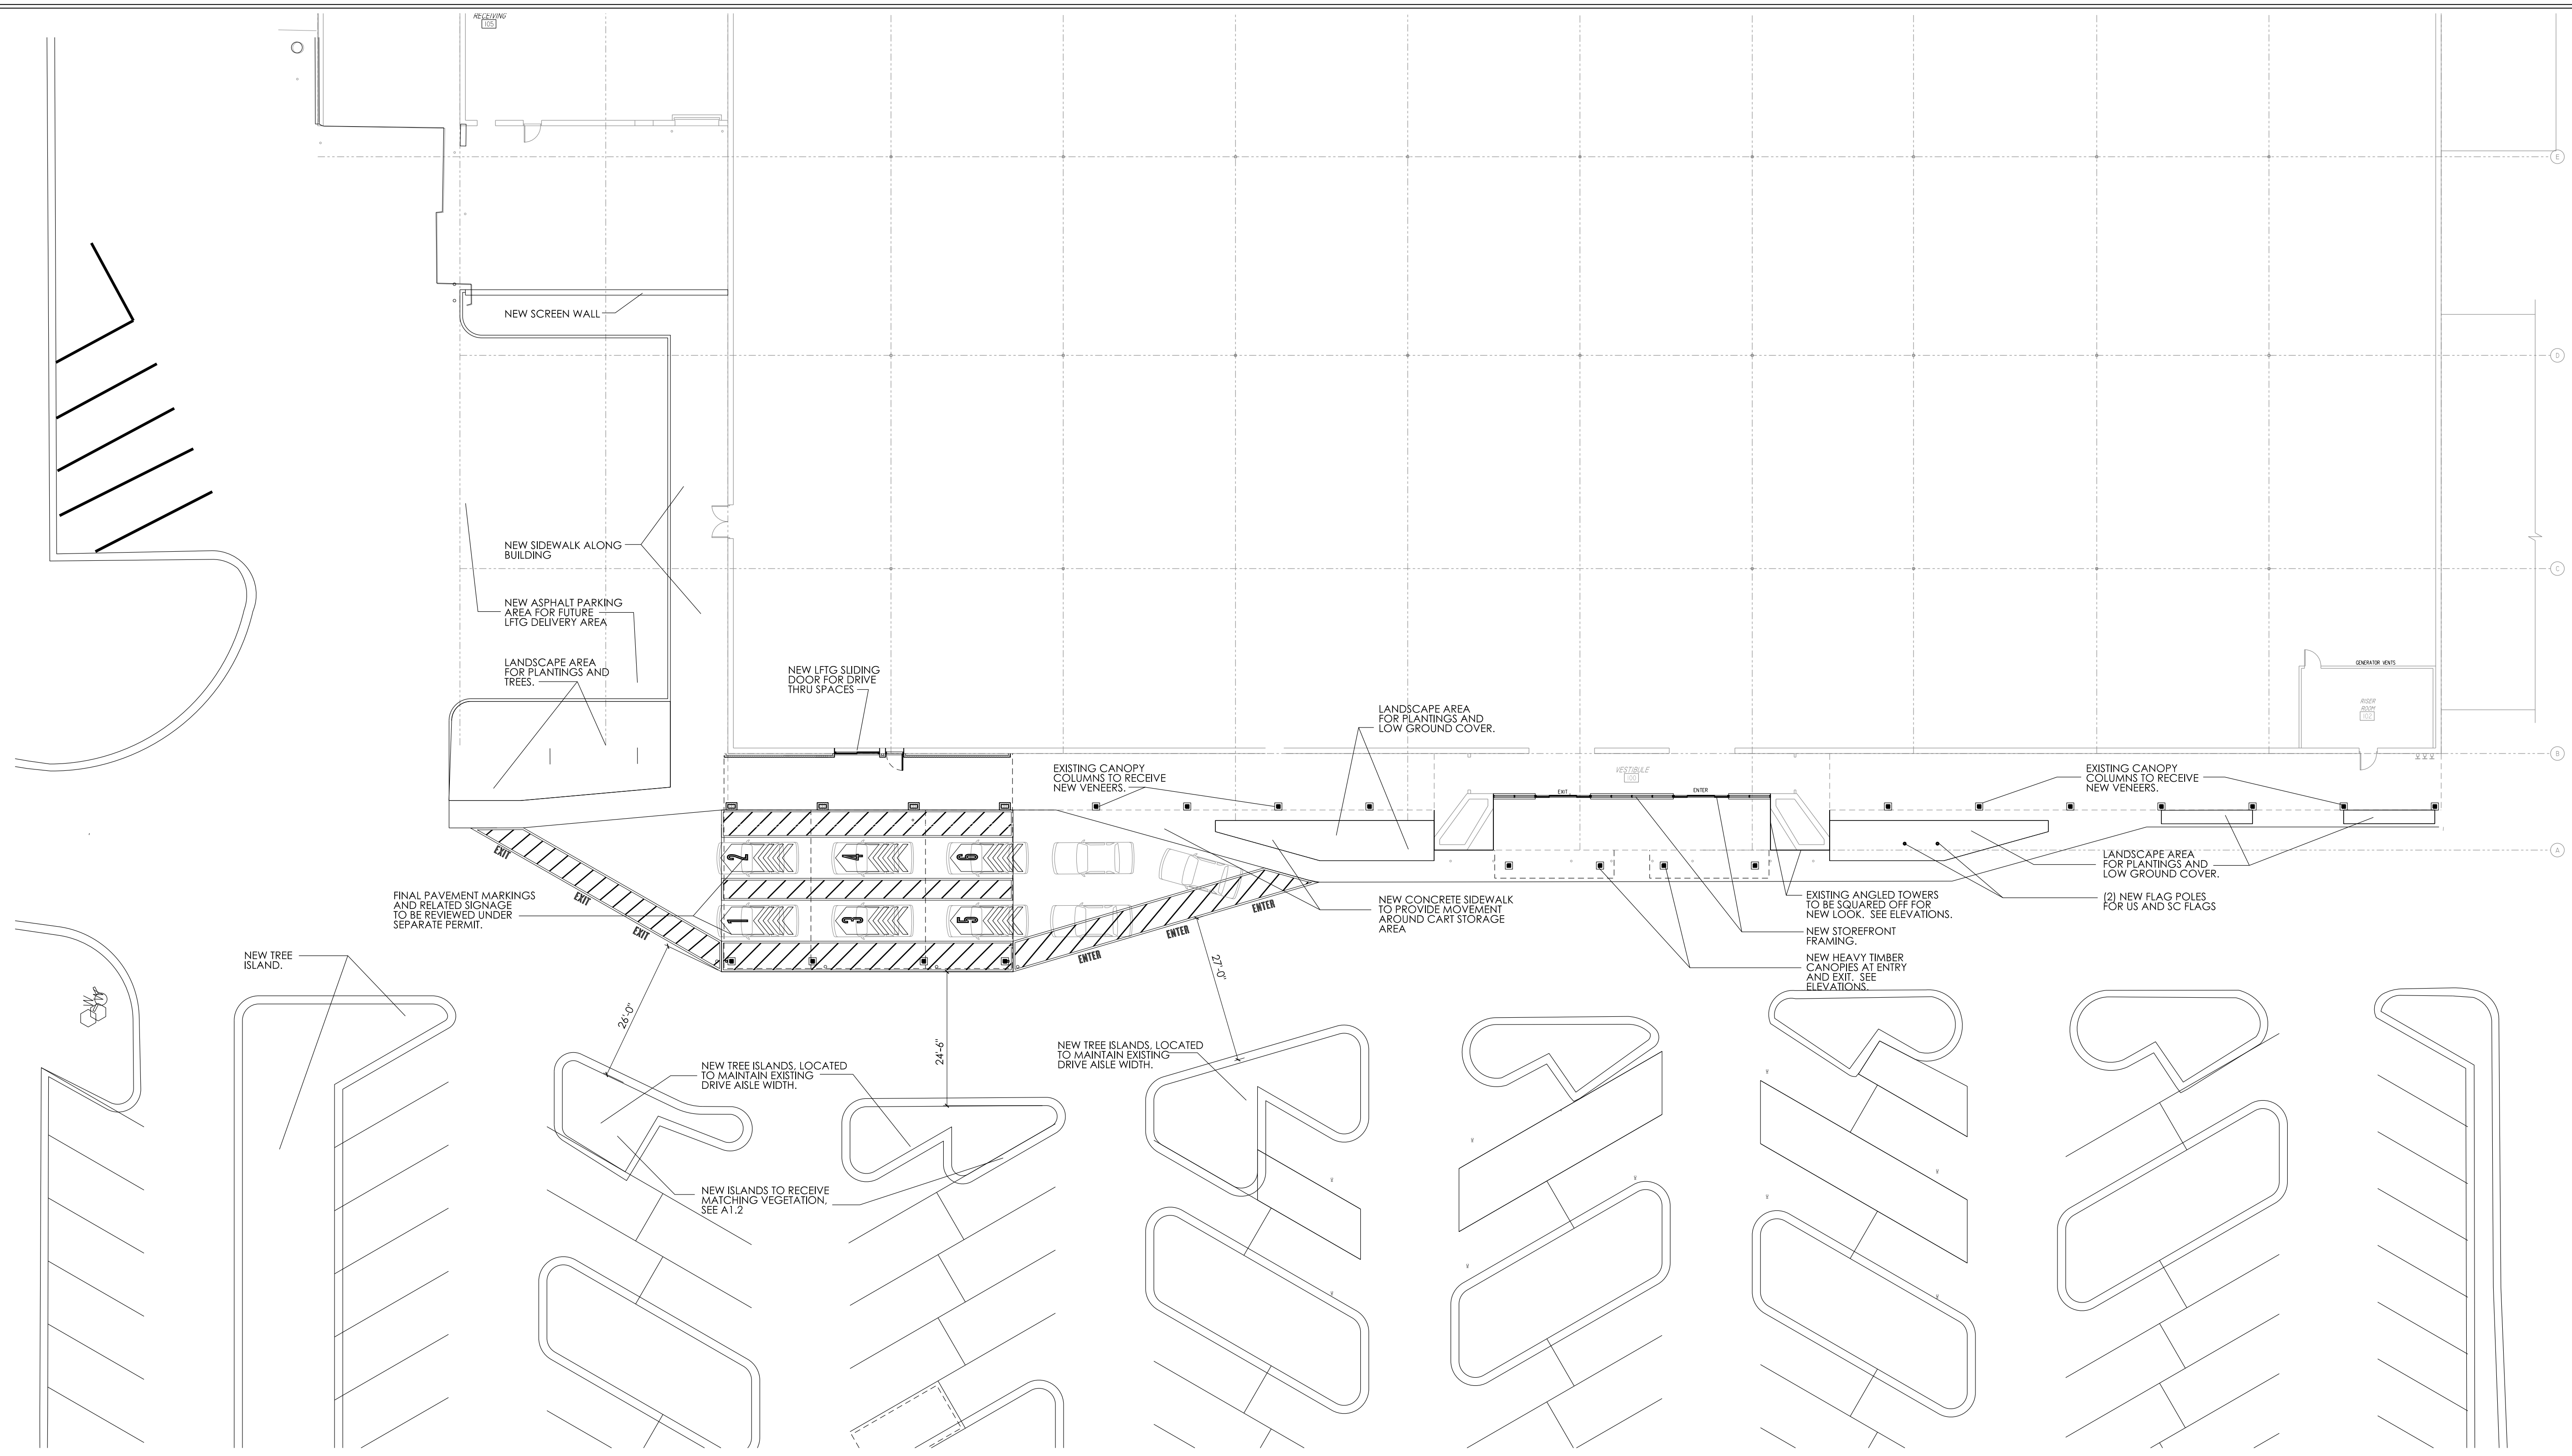 RECEIVING
105
E
NEW SCREEN WALL
D
NEW SIDEWALK ALONG
BUILDING
C
NEW ASPHALT PARKING
AREA FOR FUTURE
LFTG DELIVERY AREA
LANDSCAPE AREA
FOR PLANTINGS AND
TREES.
NEW LFTG SLIDING
DOOR FOR DRIVE
THRU SPACES
GENERATOR VENTS
RISER
ROOM
102
LANDSCAPE AREA
FOR PLANTINGS AND
LOW GROUND COVER.
B
EXISTING CANOPY
COLUMNS TO RECEIVE
NEW VENEERS.
VESTIBULE
100
EXIT
ENTER
EXISTING CANOPY
COLUMNS TO RECEIVE
NEW VENEERS.
A
2
4
6
1
3
5
EXIT
EXIT
EXIT
ENTER
ENTER
ENTER
LANDSCAPE AREA
FOR PLANTINGS AND
LOW GROUND COVER.
FINAL PAVEMENT MARKINGS
AND RELATED SIGNAGE
TO BE REVIEWED UNDER
SEPARATE PERMIT.
NEW CONCRETE SIDEWALK
TO PROVIDE MOVEMENT
AROUND CART STORAGE
AREA
EXISTING ANGLED TOWERS
TO BE SQUARED OFF FOR
NEW LOOK. SEE ELEVATIONS.
(2) NEW FLAG POLES
FOR US AND SC FLAGS
NEW STOREFRONT
FRAMING.
NEW HEAVY TIMBER
CANOPIES AT ENTRY
AND EXIT. SEE
ELEVATIONS.
NEW TREE
ISLAND.
26'-0"
24'-6"
27'-0"
NEW TREE ISLANDS, LOCATED
TO MAINTAIN EXISTING
DRIVE AISLE WIDTH.
NEW TREE ISLANDS, LOCATED
TO MAINTAIN EXISTING
DRIVE AISLE WIDTH.
NEW ISLANDS TO RECEIVE
MATCHING VEGETATION,
SEE A1.2